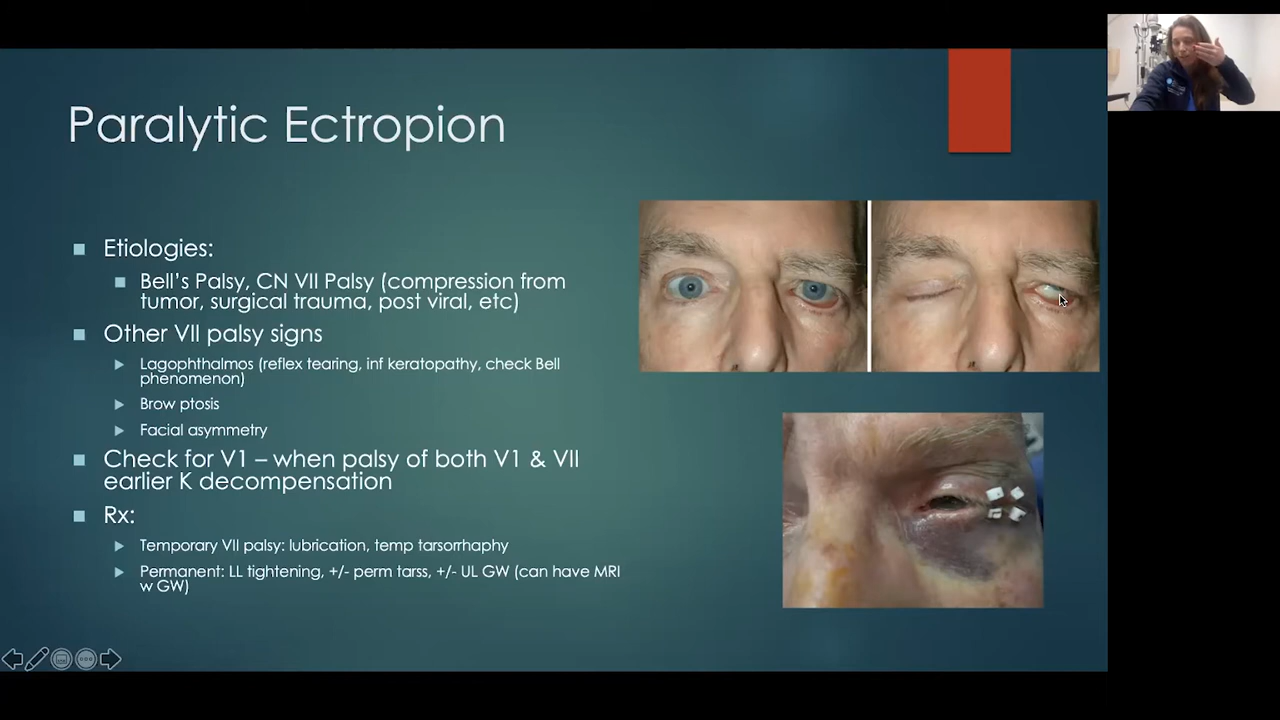 Paralytic Ectropion
Etiologies:
Bell's Palsy, CN VII Palsy (compression from
tumor, surgical trauma, post viral, etc)
Other VII palsy signs
Lagophthalmos (reflex tearing, inf keratopathy, check Bell
phenomenon)
Brow ptosis
Facial asymmetry
Check for V1 – when palsy of both V1 & VII
earlier K decompensation
Rx:
Temporary VII palsy: lubrication, temp tarsorrhaphy
Permanent: LL tightening, +/- perm tarss, +/- UL GW (can have MRI
w GW)